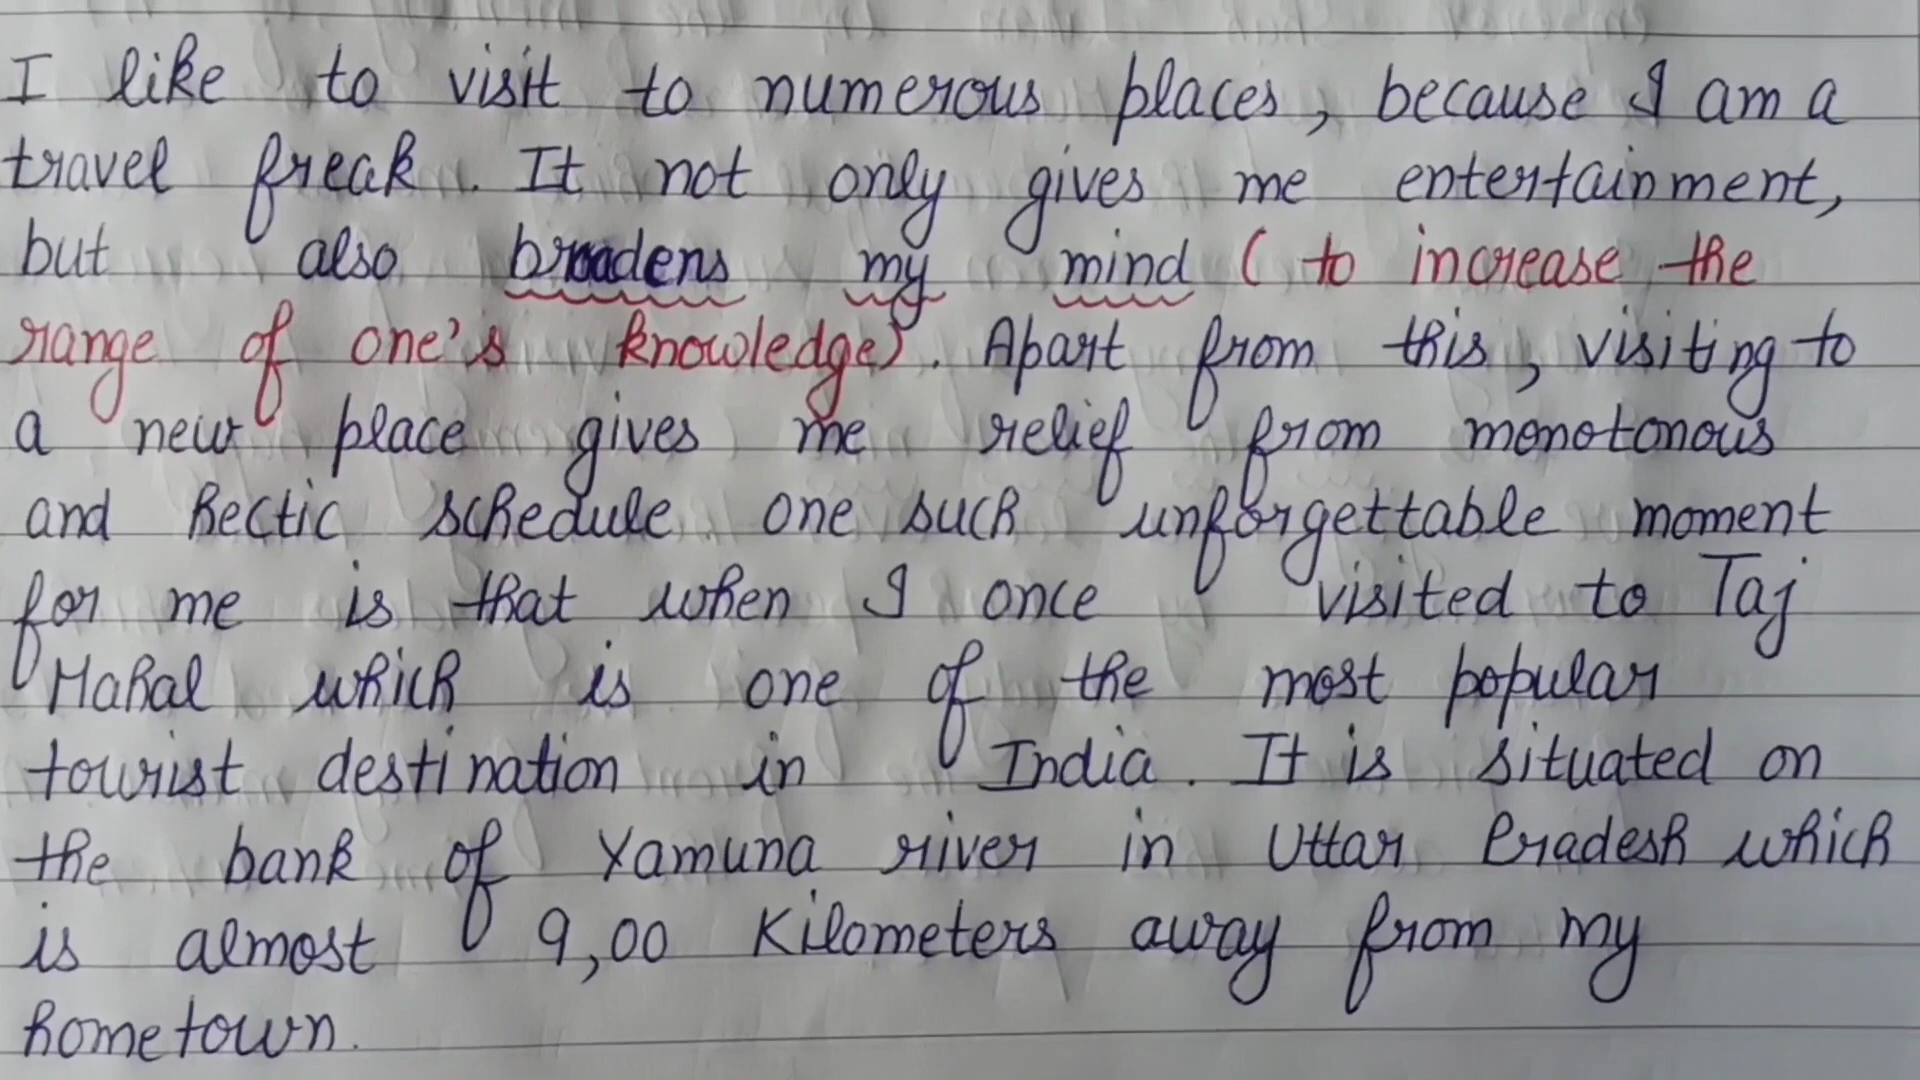 I like to visit to numerous places, because I am a
travel freak. It not only gives me entertainment,
but also broadens my mind ( to increase the
range of one's knowledge). Apart from this, visiting to
a new place gives me relief from monotonous
and hectic schedule. one such unforgettable moment
for me is that when I once visited to Taj
Mahal which is one of the most popular
tourist destination in India. It is situated on
the bank of Yamuna river in Uttar Pradesh which
is almost 9,00 Kilometers away from my
hometown.